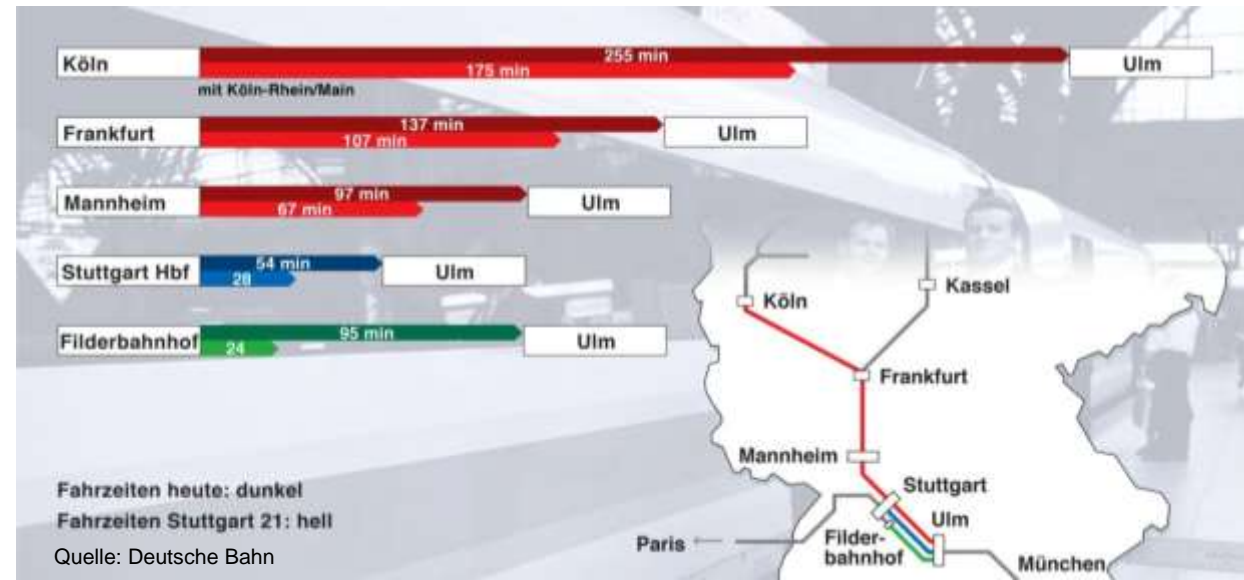 Köln 255 min Ulm
175 min
mit Köln-Rhein/Main
Frankfurt 137 min Ulm
107 min
Mannheim 97 min Ulm
67 min
Stuttgart Hbf 54 min Ulm
28
Filderbahnhof 95 min Ulm
24
Köln
Kassel
Frankfurt
Mannheim
Stuttgart
Ulm
Filder-
bahnhof
Paris
München
Fahrzeiten heute: dunkel
Fahrzeiten Stuttgart 21: hell
Quelle: Deutsche Bahn